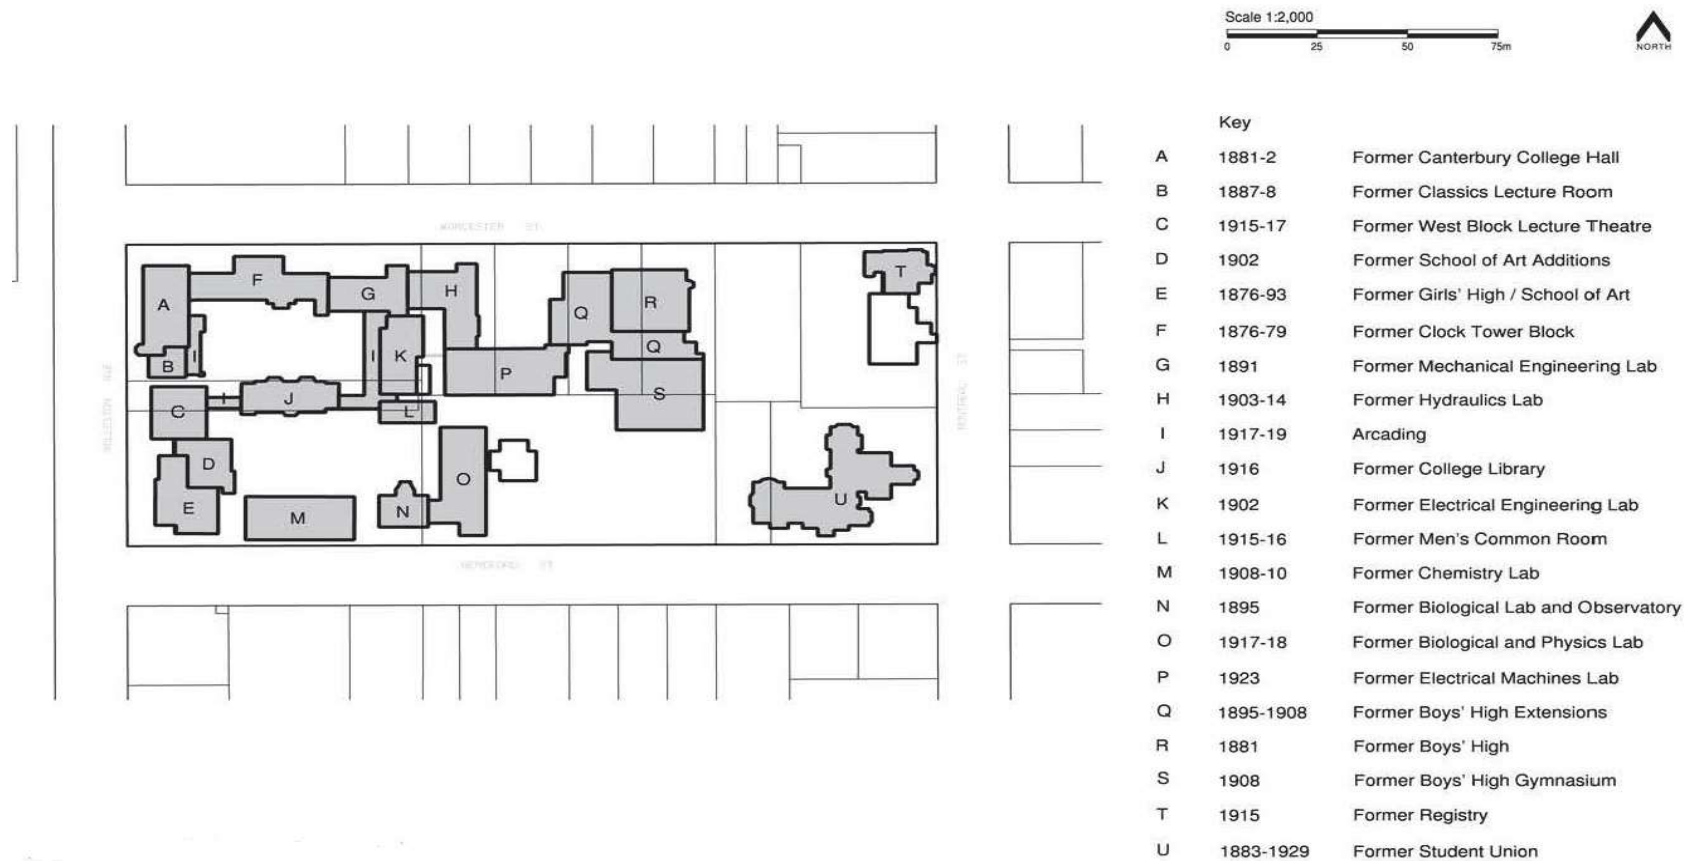 Scale 1:2,000
0 25 50 75m
NORTH
Key
A 1881-2 Former Canterbury College Hall
B 1887-8 Former Classics Lecture Room
C 1915-17 Former West Block Lecture Theatre
D 1902 Former School of Art Additions
E 1876-93 Former Girls' High / School of Art
F 1876-79 Former Clock Tower Block
G 1891 Former Mechanical Engineering Lab
H 1903-14 Former Hydraulics Lab
I 1917-19 Arcading
J 1916 Former College Library
K 1902 Former Electrical Engineering Lab
L 1915-16 Former Men's Common Room
M 1908-10 Former Chemistry Lab
N 1895 Former Biological Lab and Observatory
O 1917-18 Former Biological and Physics Lab
P 1923 Former Electrical Machines Lab
Q 1895-1908 Former Boys' High Extensions
R 1881 Former Boys' High
S 1908 Former Boys' High Gymnasium
T 1915 Former Registry
U 1883-1929 Former Student Union
WORCESTER ST
MONTREAL ST
HEREFORD ST
A
F
G
H
Q
R
T
B
I
I
K
P
Q
S
C
I
J
L
D
E
M
N
O
U